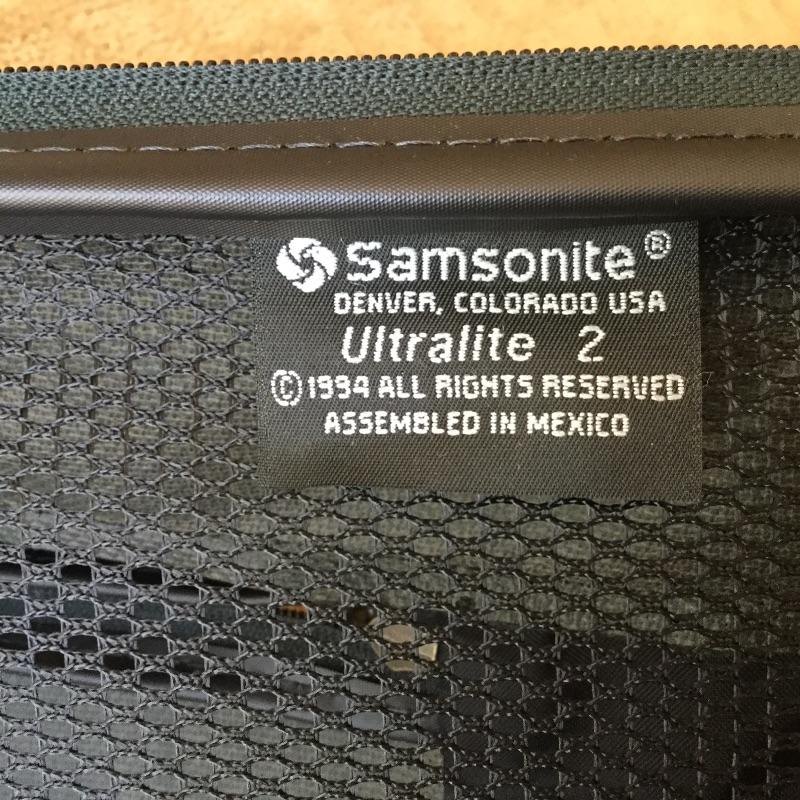 Samsonite®
DENVER, COLORADO USA
Ultralite 2
©1994 ALL RIGHTS RESERVED
ASSEMBLED IN MEXICO